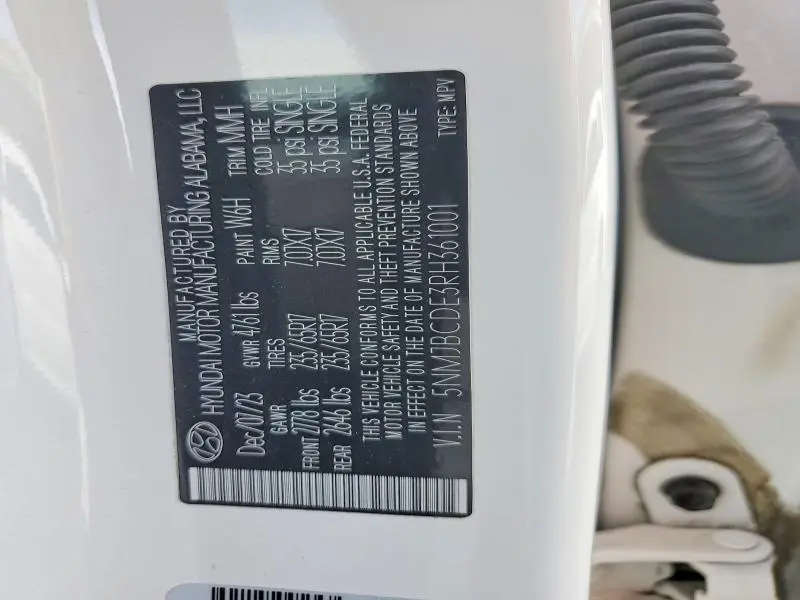 MANUFACTURED BY
HYUNDAI MOTOR MANUFACTURING ALABAMA, LLC
Dec/07/23 GVWR 4761 lbs PAINT W6H TRIM MMH
GAWR TIRES RIMS COLD TIRE INFL
FRONT 2778 lbs 235/65R17 7.0JX17 35 psi SINGLE
REAR 2646 lbs 235/65R17 7.0JX17 35 psi SINGLE
THIS VEHICLE CONFORMS TO ALL APPLICABLE U.S.A. FEDERAL
MOTOR VEHICLE SAFETY AND THEFT PREVENTION STANDARDS
IN EFFECT ON THE DATE OF MANUFACTURE SHOWN ABOVE
V.I.N 5NMJBCDE3RH361001 TYPE: MPV